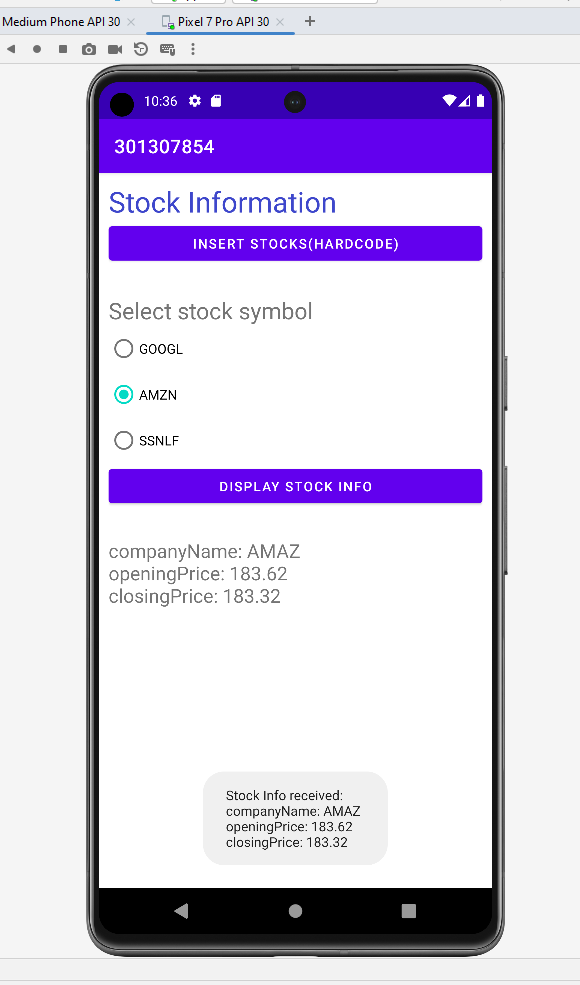 Medium Phone API 30
Pixel 7 Pro API 30
10:36
301307854
Stock Information
INSERT STOCKS(HARDCODE)
Select stock symbol
GOOGL
AMZN
SSNLF
DISPLAY STOCK INFO
companyName: AMAZ
openingPrice: 183.62
closingPrice: 183.32
Stock Info received:
companyName: AMAZ
openingPrice: 183.62
closingPrice: 183.32